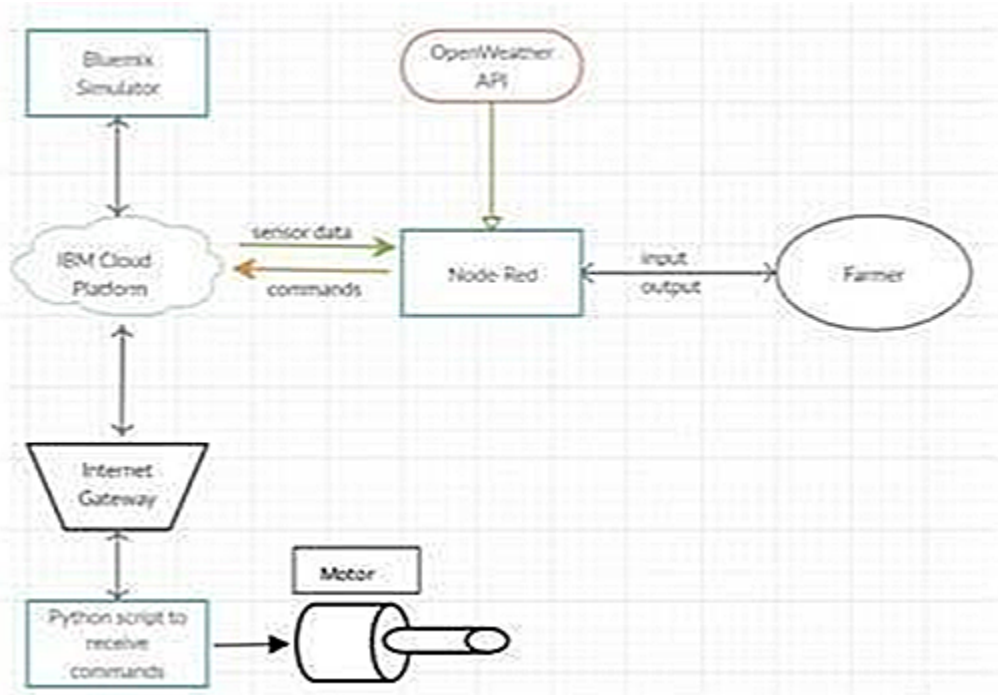 Bluemix
Simulator
OpenWeather
API
sensor data
IBM Cloud
Platform
commands
Node-Red
input
output
Farmer
Internet
Gateway
Motor
Python script to
receive
commands